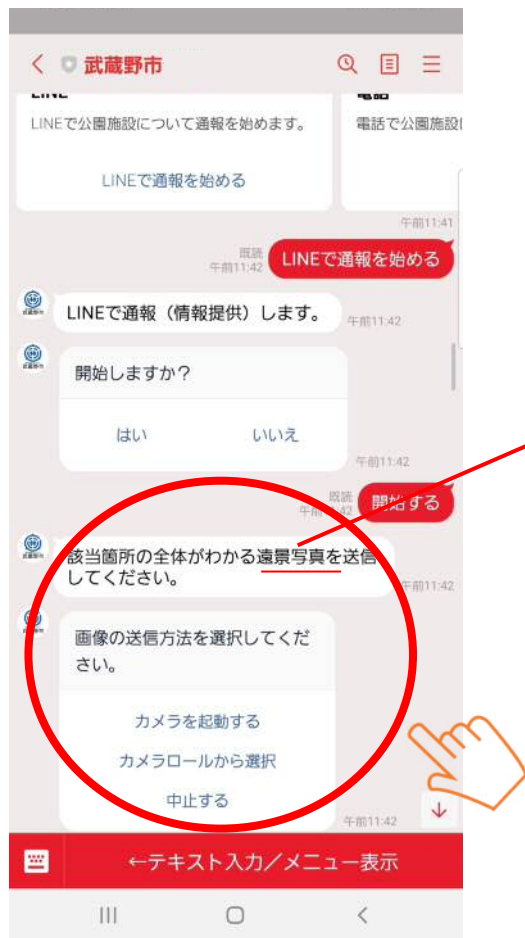 武蔵野市
LINE
電話
LINEで公園施設について通報を始めます。
電話で公園施設
LINEで通報を始める
午前11:41
既読
午前11:42
LINEで通報を始める
LINEで通報（情報提供）します。
午前11:42
開始しますか？
はい
いいえ
午前11:42
既読
開始する
該当箇所の全体がわかる遠景写真を送信
してください。
午前11:42
画像の送信方法を選択してくだ
さい。
カメラを起動する
カメラロールから選択
中止する
午前11:42
←テキスト入力／メニュー表示